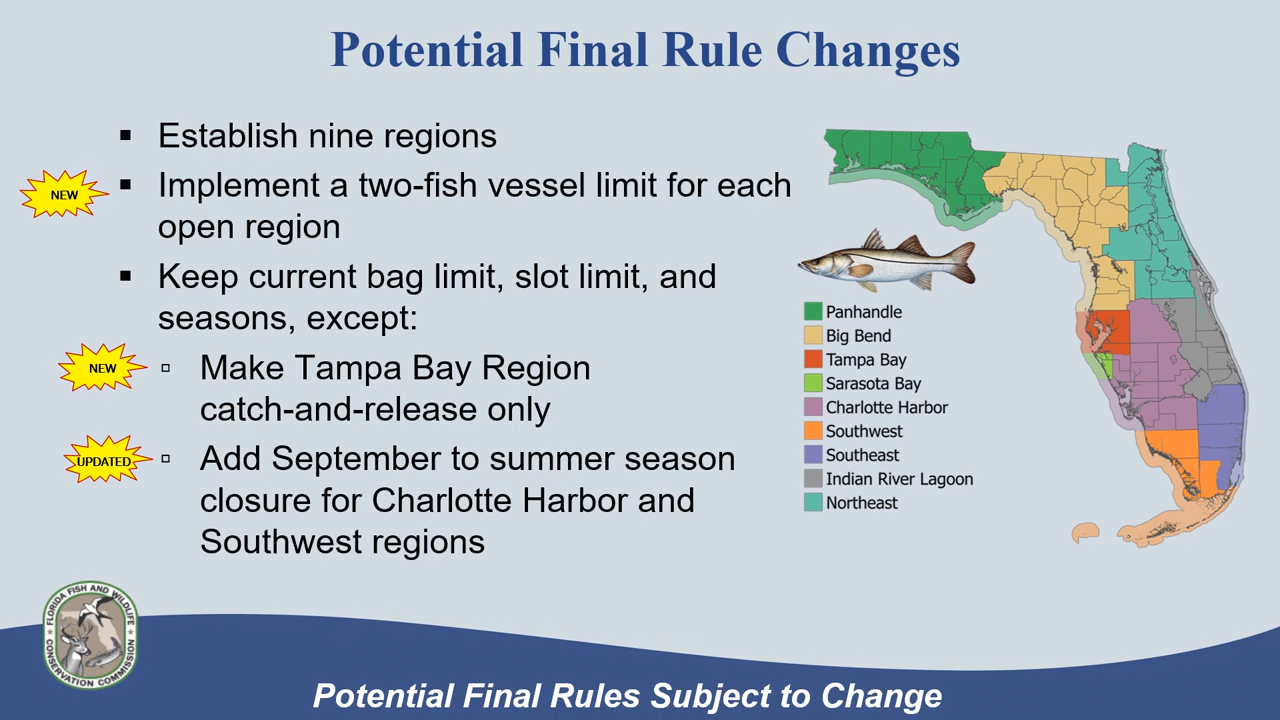 Potential Final Rule Changes
▪ Establish nine regions
NEW
▪ Implement a two-fish vessel limit for each
open region
▪ Keep current bag limit, slot limit, and
seasons, except:
NEW
▫ Make Tampa Bay Region
catch-and-release only
UPDATED
▫ Add September to summer season
closure for Charlotte Harbor and
Southwest regions
Panhandle
Big Bend
Tampa Bay
Sarasota Bay
Charlotte Harbor
Southwest
Southeast
Indian River Lagoon
Northeast
FLORIDA FISH AND WILDLIFE
CONSERVATION COMMISSION
Potential Final Rules Subject to Change